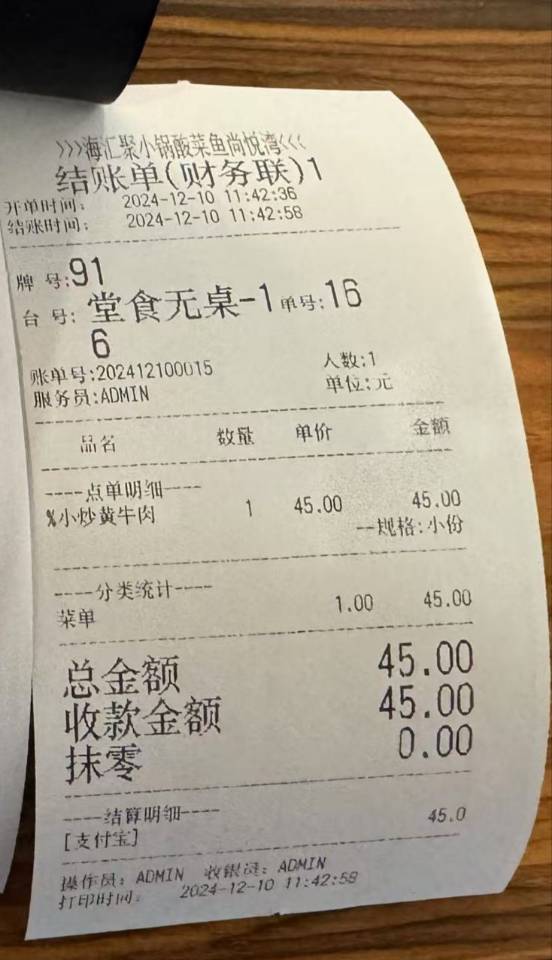 >>>海汇聚小锅酸菜鱼尚悦湾<<<
结账单(财务联)1
开单时间： 2024-12-10 11:42:36
结账时间： 2024-12-10 11:42:58
牌 号:91
台 号: 堂食无桌-1 单号:16
6
账单号:202412100015 人数:1
服务员:ADMIN 单位:元
品名 数量 单价 金额
----点单明细----
%小炒黄牛肉 1 45.00 45.00
--规格:小份
----分类统计----
菜单 1.00 45.00
总金额 45.00
收款金额 45.00
抹零 0.00
----结算明细----
[支付宝] 45.0
操作员: ADMIN 收银员: ADMIN
打印时间: 2024-12-10 11:42:58